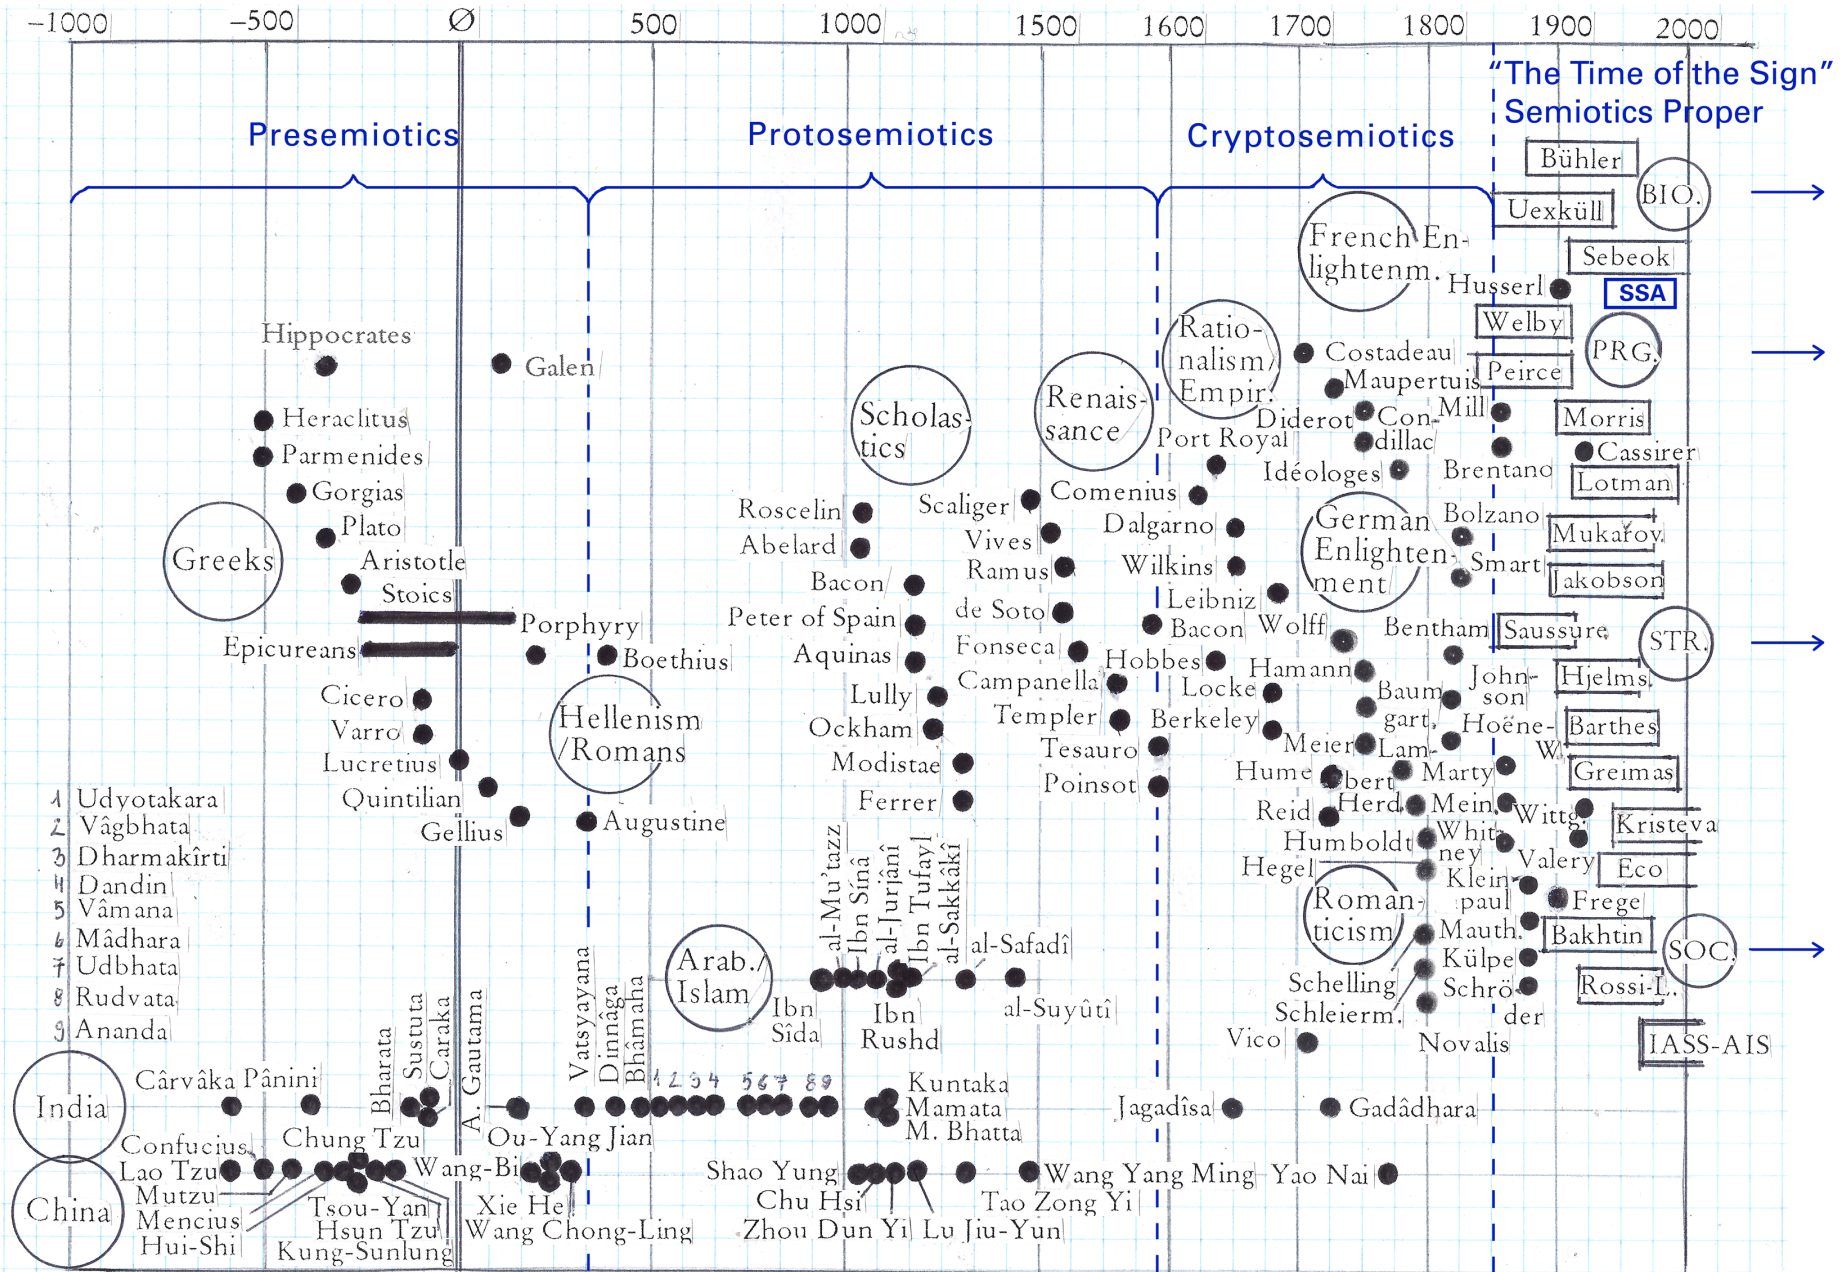 -1000 -500 Ø 500 1000 1500 1600 1700 1800 1900 2000
"The Time of the Sign"
Semiotics Proper
Presemiotics
Protosemiotics
Cryptosemiotics
Bühler
BIO.
Uexküll
French En-
lightenm.
Sebeok
Husserl
SSA
Welby
PRG.
Peirce
Hippocrates
Galen
Ratio-
nalism/
Empir.
Costadeau
Maupertuis
Diderot
Con-
dillac
Mill
Morris
Heraclitus
Parmenides
Gorgias
Plato
Aristotle
Stoics
Greeks
Epicureans
Porphyry
Boethius
Cicero
Varro
Lucretius
Quintilian
Gellius
Augustine
Hellenism
/Romans
Scholas-
tics
Renais-
sance
Port Royal
Idéologes
Brentano
Cassirer
Lotman
Roscelin
Abelard
Bacon
Peter of Spain
Aquinas
Lully
Ockham
Modistae
Ferrer
Scaliger
Vives
Ramus
de Soto
Fonseca
Campanella
Templer
Tesauro
Poinsot
Comenius
Dalgarno
Wilkins
Leibniz
Bacon
Hobbes
Locke
Berkeley
German
Enlighten-
ment
Bolzano
Smart
Mukarov.
Jakobson
Wolff
Bentham
Saussure
STR.
Hamann
Baum
gart.
John-
son
Hjelms.
Meier
Lam-
bert
Hoëne-
W.
Barthes
Hume
Marty
Greimas
Reid
Herd.
Mein.
Wittg.
Kristeva
Humboldt
Whit
ney
Valery
Eco
Hegel
Klein-
paul
Frege
Roman-
ticism
Mauth.
Bakhtin
SOC.
Külpe
Schelling
Schrö-
der
Rossi-L.
Schleierm.
Novalis
IASS-AIS
Vico
1 Udyotakara
2 Vâgbhata
3 Dharmakîrti
4 Dandin
5 Vâmana
6 Mâdhara
7 Udbhata
8 Rudvata
9 Ananda
Arab./
Islam
al-Mu'tazz
Ibn Sínâ
al-Jurjânî
Ibn Tufayl
al-Sakkâkî
al-Safadî
Ibn
Sîda
Ibn
Rushd
al-Suyûtî
India
Cârvâka
Pânini
Bharata
Sustuta
Caraka
A. Gautama
Vatsyayana
Dinnâga
Bhâmaha
1 2 3 4 5 6 7 8 9
Kuntaka
Mamata
M. Bhatta
Jagadîsa
Gadâdhara
China
Confucius
Lao Tzu
Mutzu
Mencius
Hui-Shi
Chung Tzu
Tsou-Yan
Hsun Tzu
Kung-Sunlung
Wang-Bi
Ou-Yang Jian
Xie He
Wang Chong-Ling
Shao Yung
Chu Hsi
Zhou Dun Yi
Lu Jiu-Yun
Tao Zong Yi
Wang Yang Ming
Yao Nai